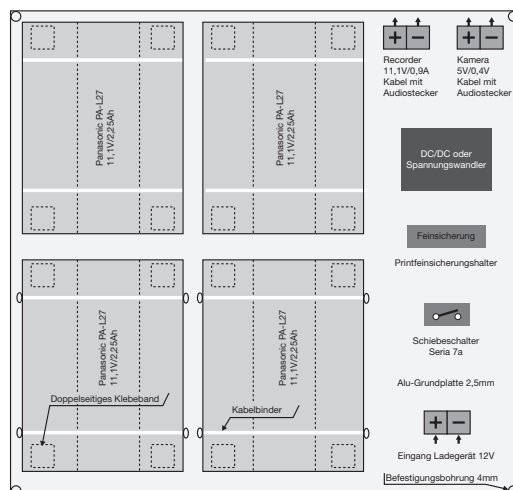 + −
Recorder
11,1V/0,9A
Kabel mit
Audiostecker
+ −
Kamera
5V/0,4V
Kabel mit
Audiostecker
Panasonic PA-L27
11,1V/2,25Ah
Panasonic PA-L27
11,1V/2,25Ah
DC/DC oder
Spannungswandler
Feinsicherung
Printfeinsicherungshalter
Panasonic PA-L27
11,1V/2,25Ah
Panasonic PA-L27
11,1V/2,25Ah
Schiebeschalter
Seria 7a
Alu-Grundplatte 2,5mm
Doppelseitiges Klebeband
Kabelbinder
+ −
Eingang Ladegerät 12V
Befestigungsbohrung 4mm